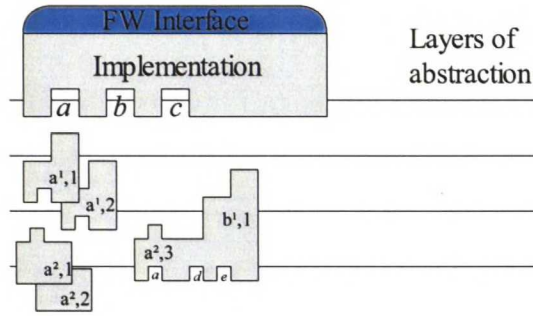 FW Interface
Implementation
Layers of
abstraction
a b c
a¹,1
a¹,2
b¹,1
a²,3
a d e
a²,1
a²,2